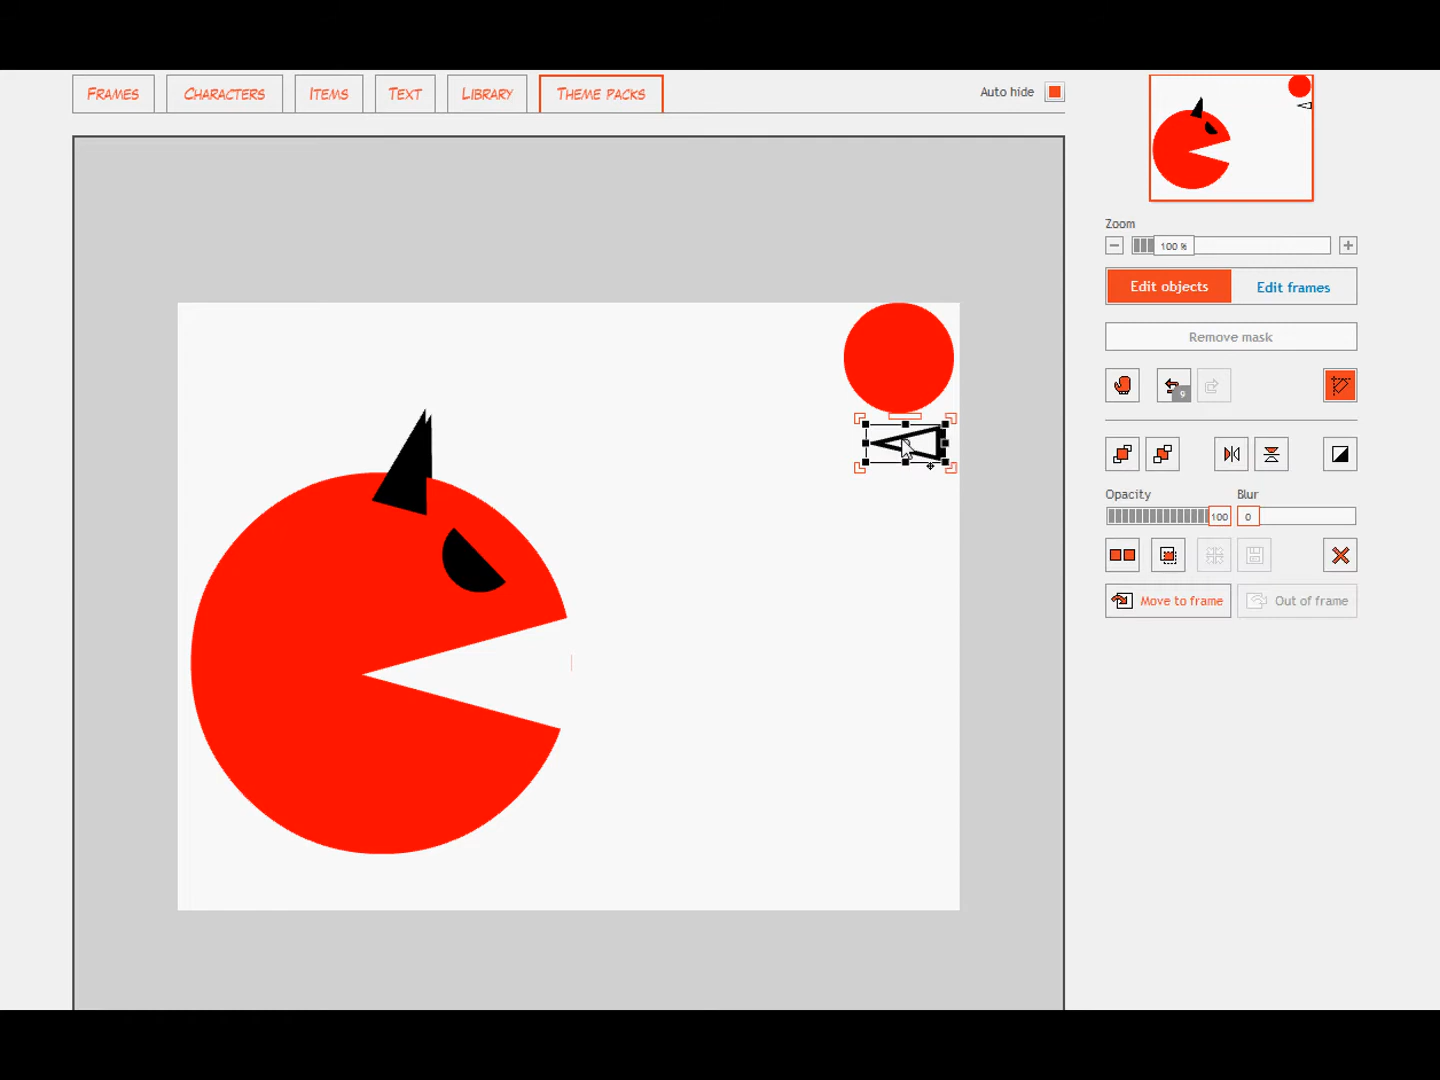 FRAMES
CHARACTERS
ITEMS
TEXT
LIBRARY
THEME PACKS
Auto hide
Zoom
100 %
Edit objects
Edit frames
Remove mask
9
Opacity
Blur
100
0
Move to frame
Out of frame